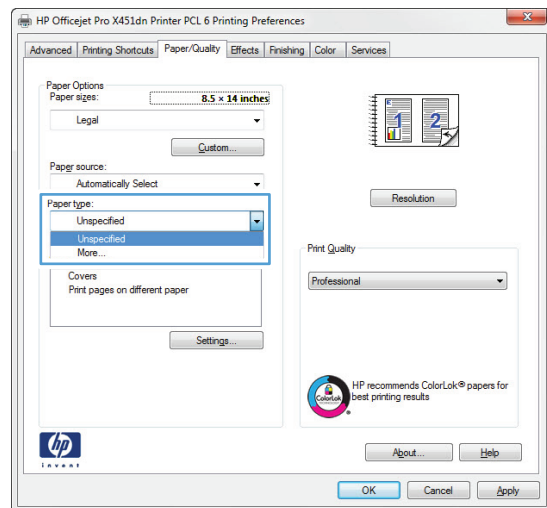 HP Officejet Pro X451dn Printer PCL 6 Printing Preferences
Advanced Printing Shortcuts Paper/Quality Effects Finishing Color Services
Paper Options
Paper sizes: 8.5 × 14 inches
Legal
Custom...
Paper source:
Automatically Select
Paper type:
Unspecified
Unspecified
More...
Covers
Print pages on different paper
Settings...
1 2
Resolution
Print Quality
Professional
ColorLok
HP recommends ColorLok® papers for
best printing results
hp
invent
About... Help
OK Cancel Apply